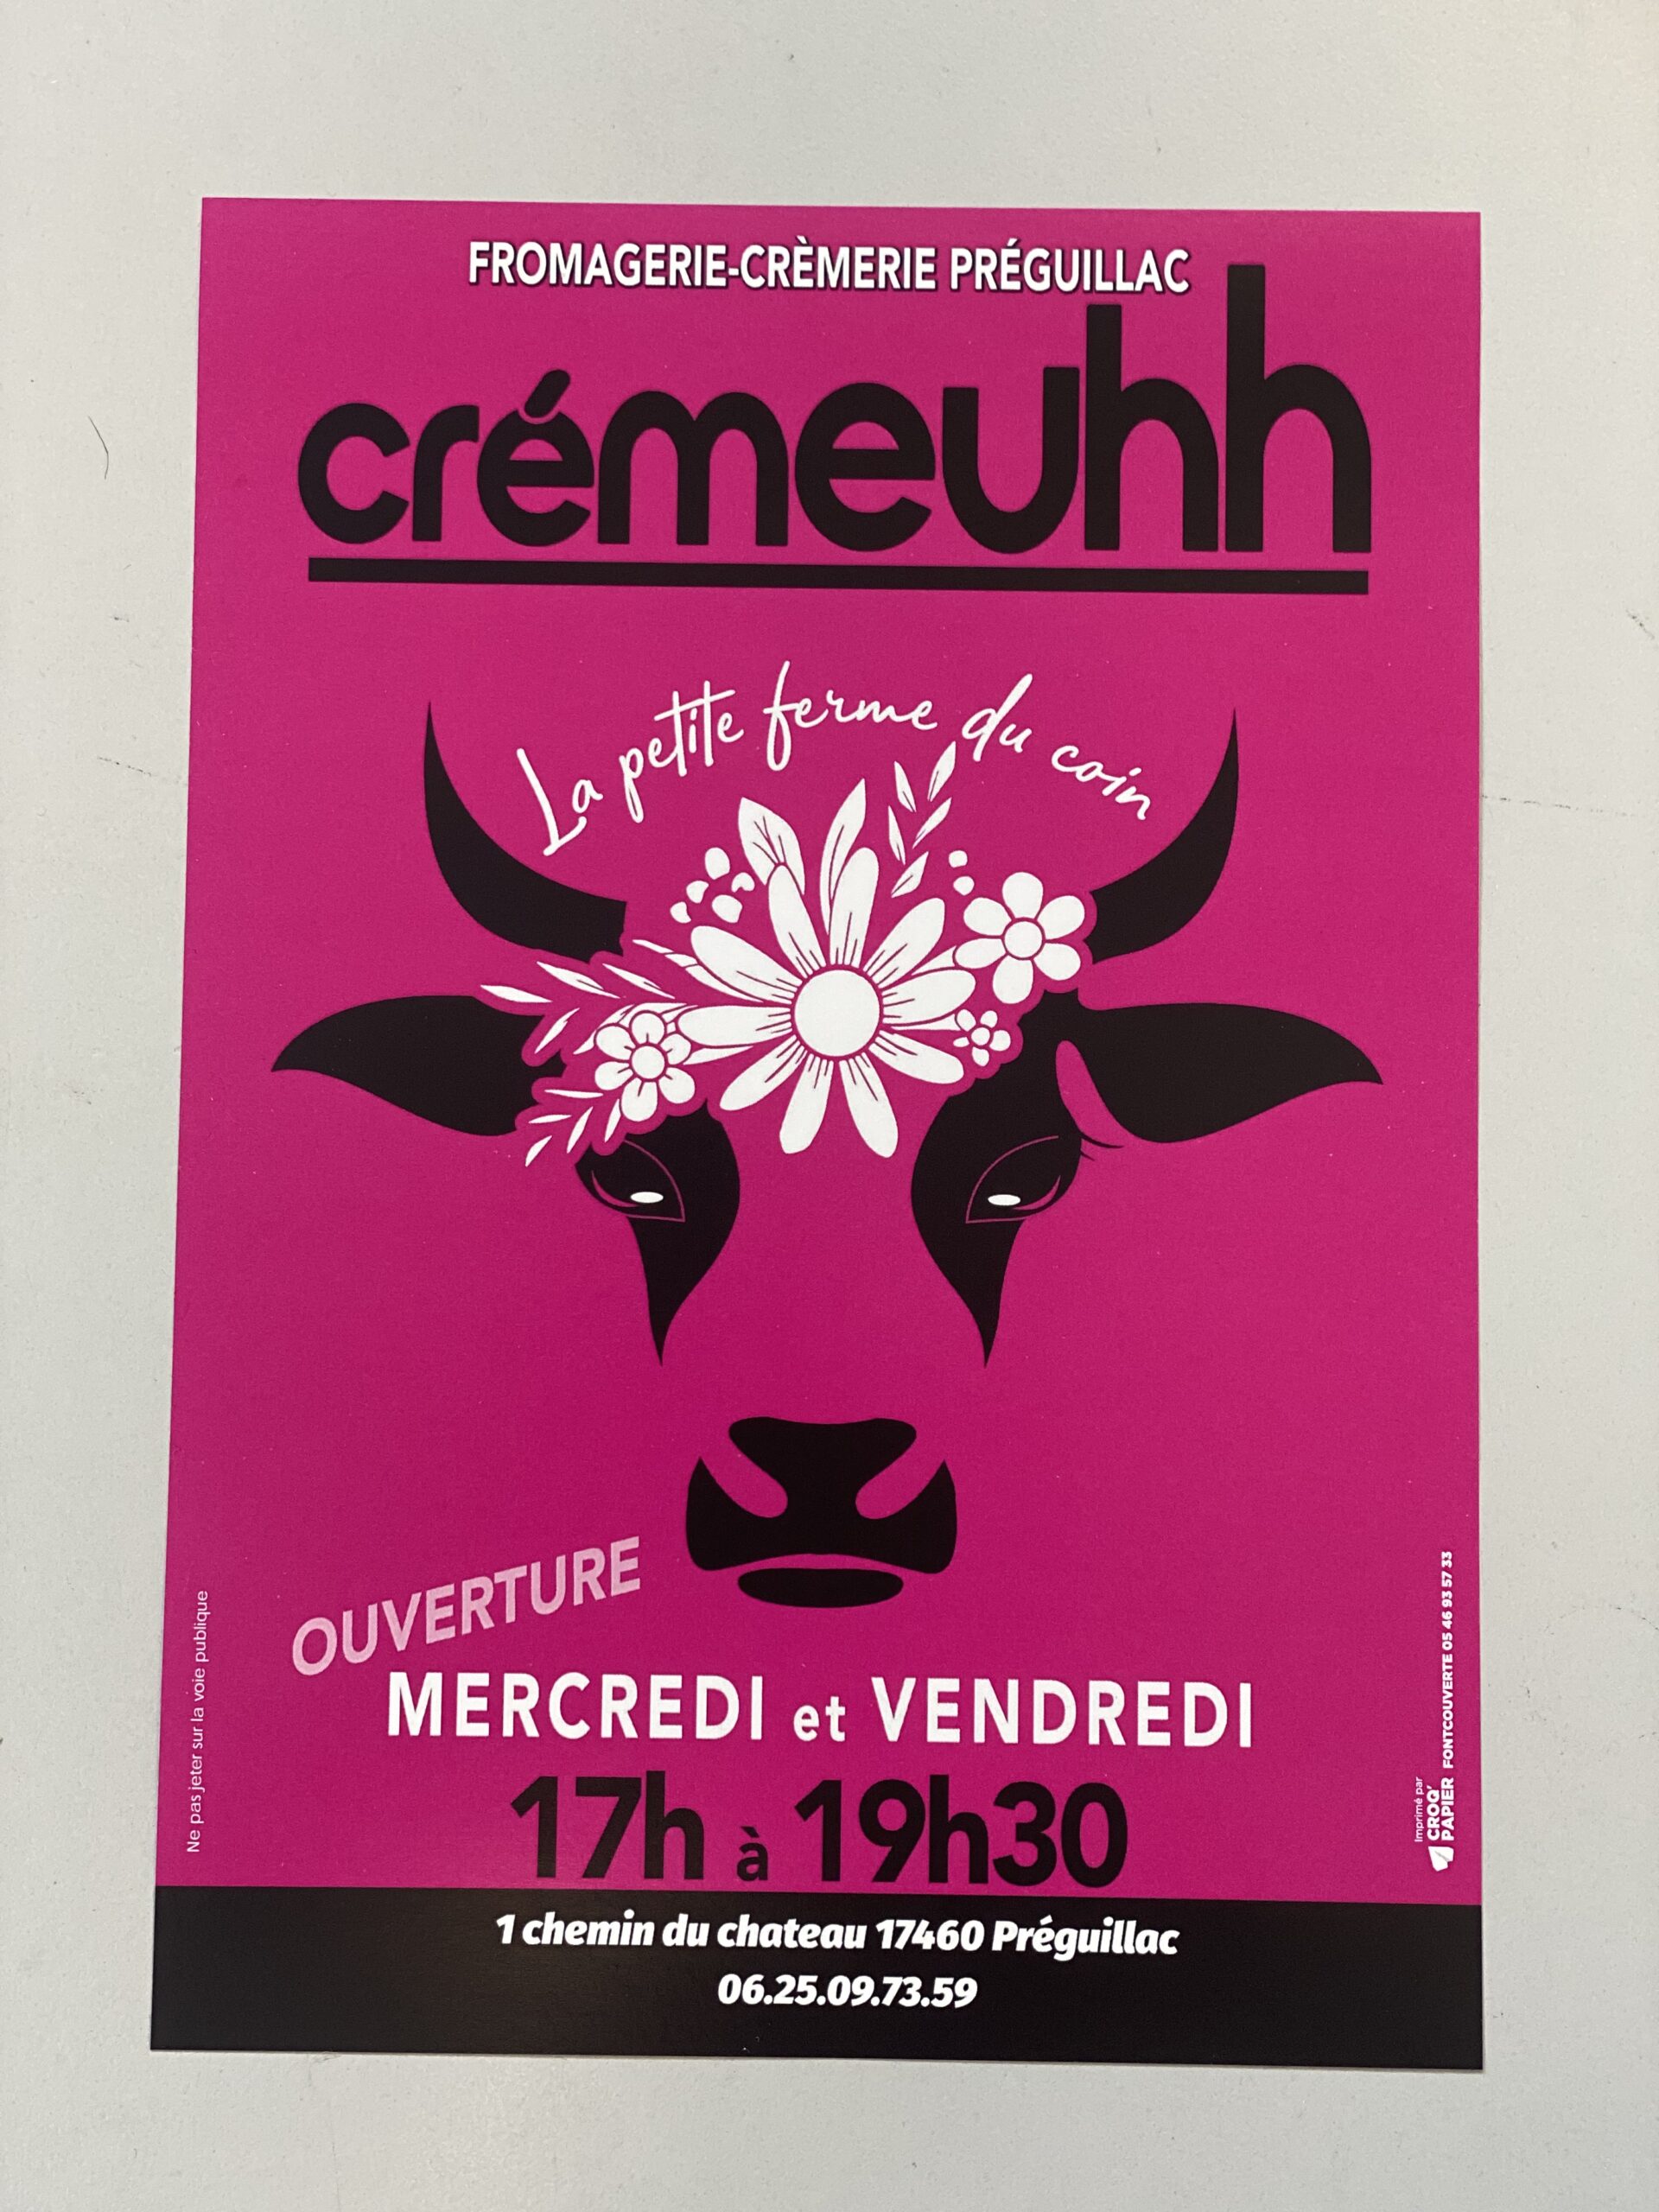 FROMAGERIE-CRÈMERIE PRÉGUILLAC
crémeuhh
La petite ferme du coin
OUVERTURE
MERCREDI et VENDREDI
17h à 19h30
1 chemin du chateau 17460 Préguillac
06.25.09.73.59
Ne pas jeter sur la voie publique
Imprimé par
CROQ'
PAPIER FONTCOUVERTE 05 46 93 57 33